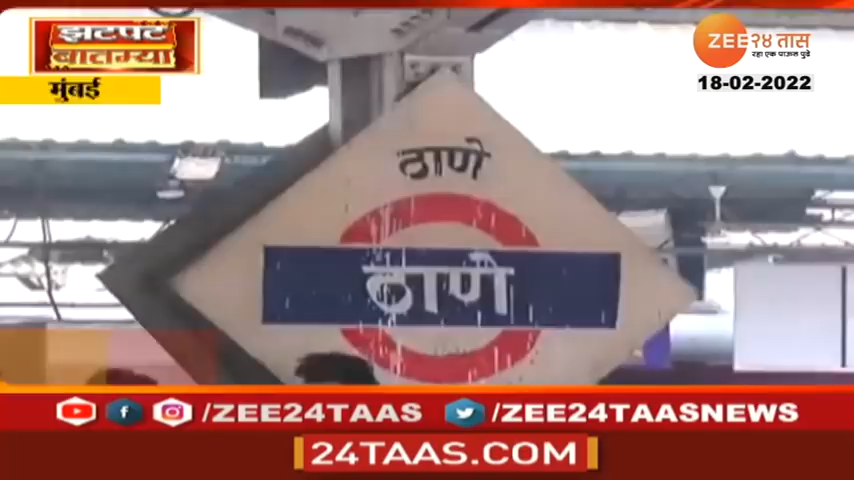 झटपट
बातम्या
मुंबई
ZEE २४ तास
रहा एक पाऊल पुढे
18-02-2022
ठाणे
ठाणे
/ZEE24TAAS
/ZEE24TAASNEWS
24TAAS.COM